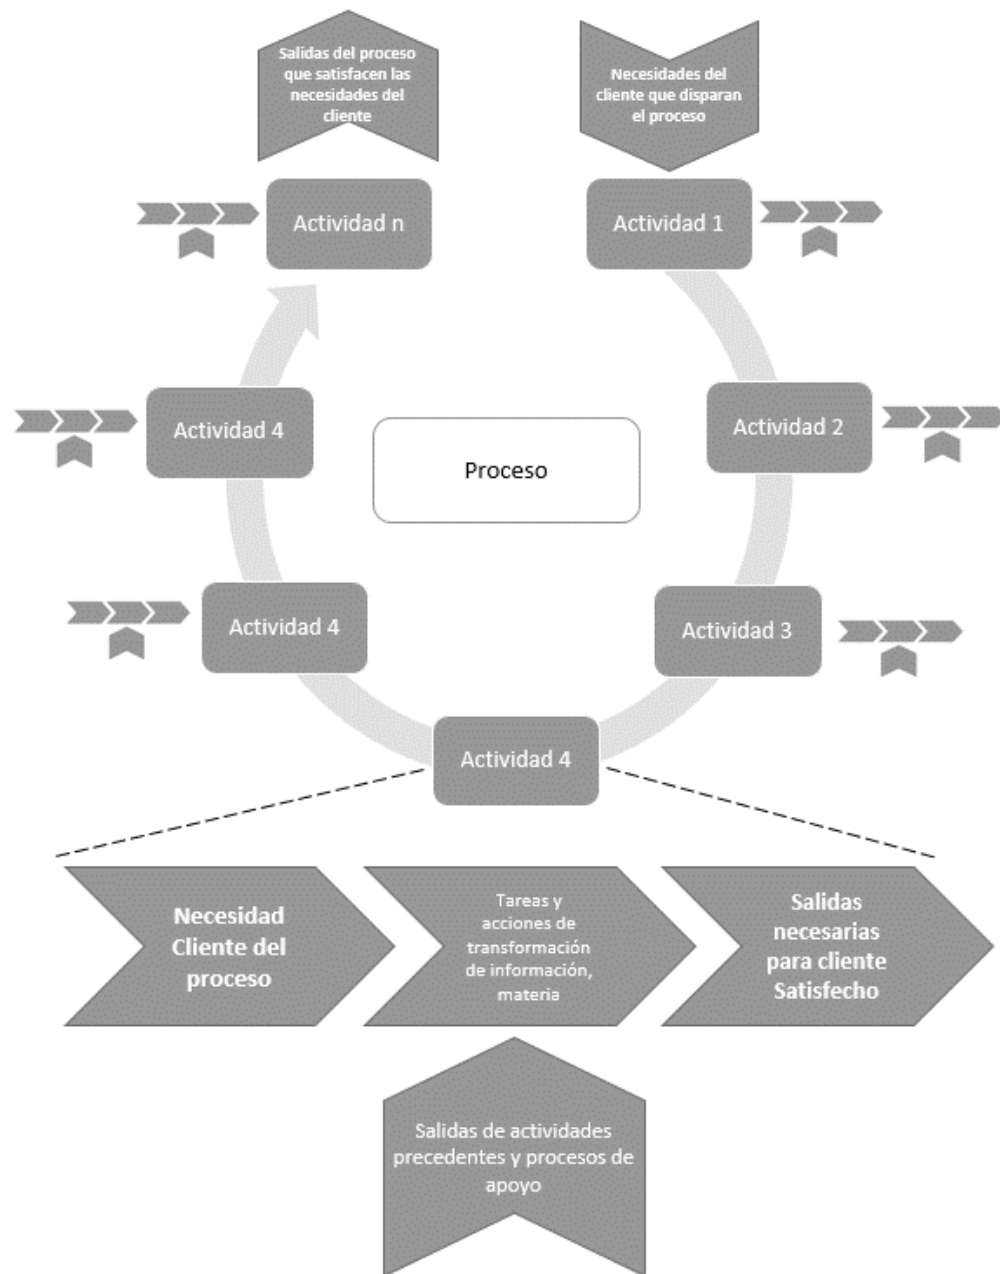 Salidas del proceso
que satisfacen las
necesidades del
cliente
Necesidades del
cliente que disparan
el proceso
Actividad n
Actividad 1
Actividad 4
Actividad 2
Proceso
Actividad 4
Actividad 3
Actividad 4
Necesidad
Cliente del
proceso
Tareas y
acciones de
transformación
de información,
materia
Salidas
necesarias
para cliente
Satisfecho
Salidas de actividades
precedentes y procesos de
apoyo